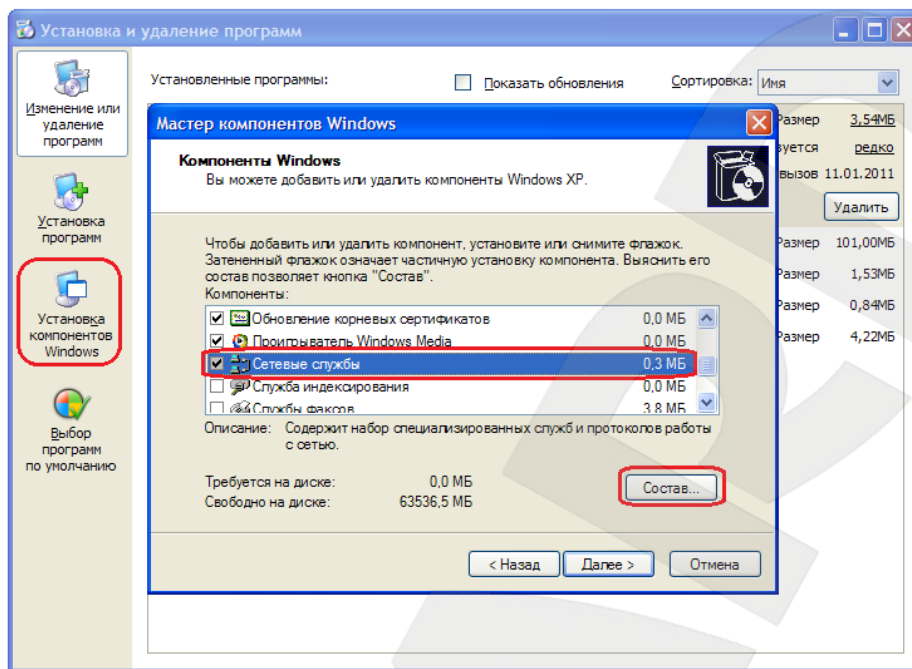 Установка и удаление программ
Изменение или
удаление
программ
Установка
программ
Установка
компонентов
Windows
Выбор
программ
по умолчанию
Установленные программы:
Показать обновления
Сортировка: Имя
Размер 3,54МБ
зуется редко
вызов 11.01.2011
Удалить
Размер 101,00МБ
Размер 1,53МБ
Размер 0,84МБ
Размер 4,22МБ
Мастер компонентов Windows
Компоненты Windows
Вы можете добавить или удалить компоненты Windows XP.
Чтобы добавить или удалить компонент, установите или снимите флажок.
Затененный флажок означает частичную установку компонента. Выяснить его
состав позволяет кнопка "Состав".
Компоненты:
Обновление корневых сертификатов 0,0 МБ
Проигрыватель Windows Media 0,0 МБ
Сетевые службы 0,3 МБ
Служба индексирования 0,0 МБ
Службы факсов 3,8 МБ
Описание: Содержит набор специализированных служб и протоколов работы
с сетью.
Требуется на диске: 0,0 МБ
Свободно на диске: 63536,5 МБ
Состав...
< Назад
Далее >
Отмена